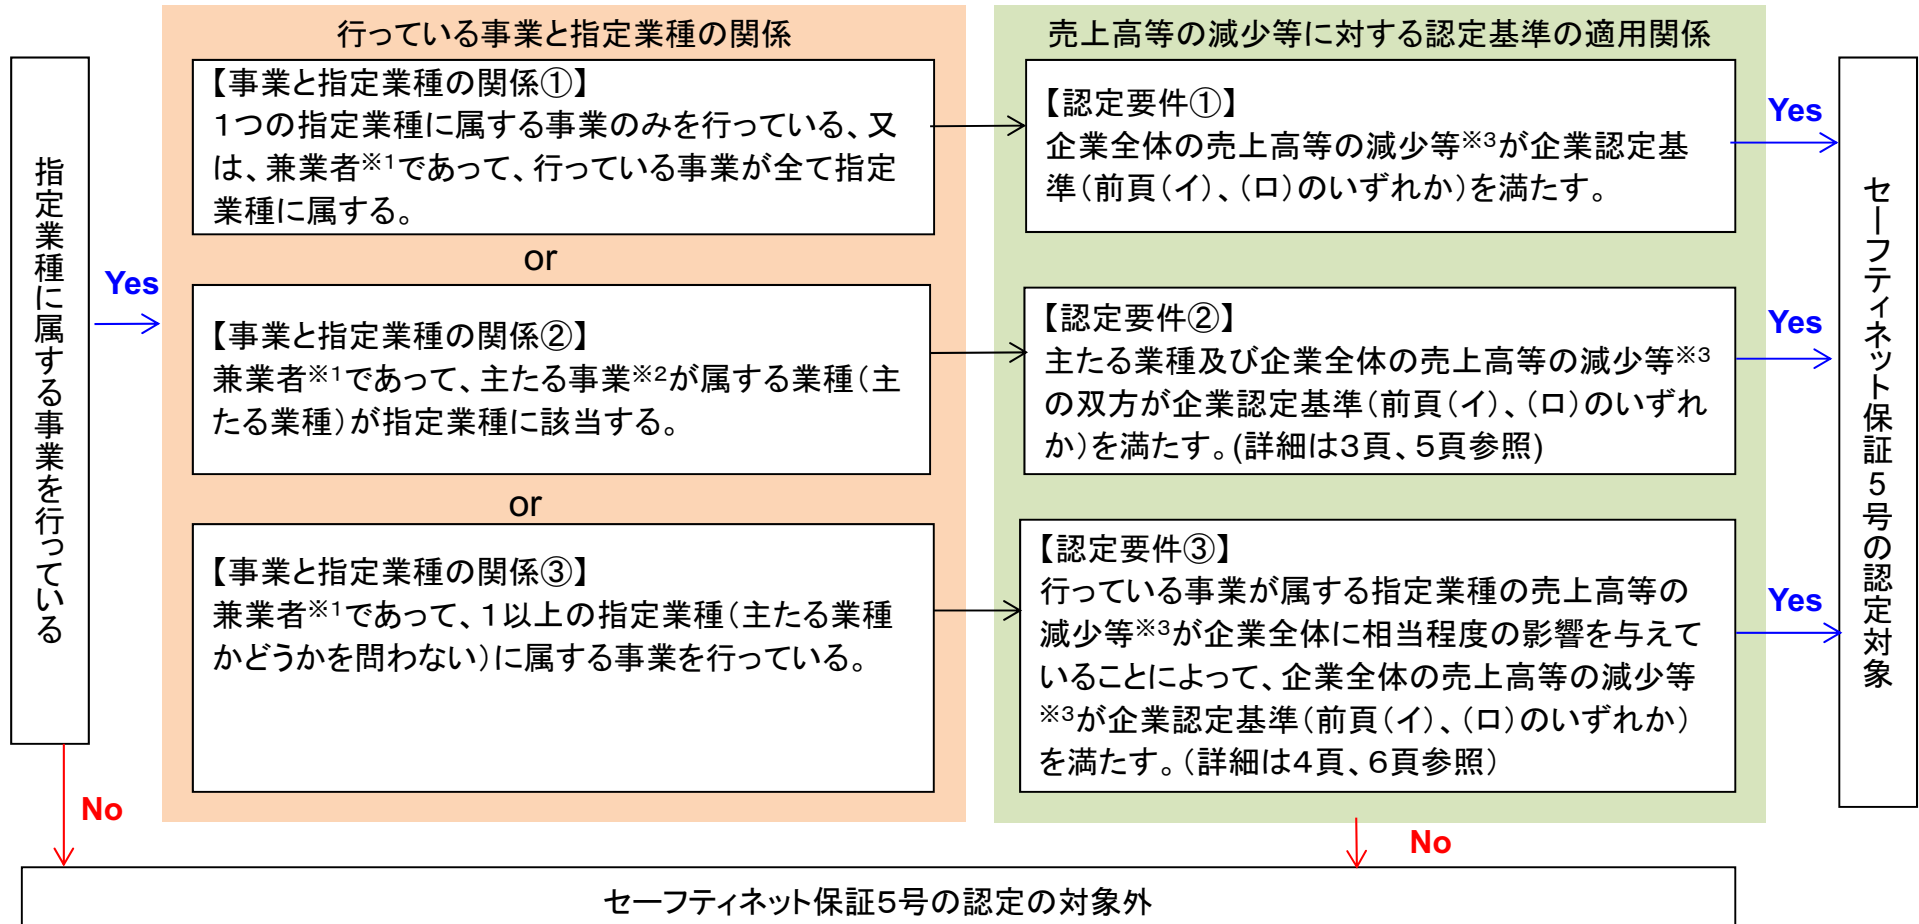 指定業種に属する事業を行っている
Yes
No
行っている事業と指定業種の関係
【事業と指定業種の関係①】
１つの指定業種に属する事業のみを行っている、又
は、兼業者※1であって、行っている事業が全て指定
業種に属する。
or
【事業と指定業種の関係②】
兼業者※1であって、主たる事業※2が属する業種（主
たる業種）が指定業種に該当する。
or
【事業と指定業種の関係③】
兼業者※1であって、１以上の指定業種（主たる業種
かどうかを問わない）に属する事業を行っている。
売上高等の減少等に対する認定基準の適用関係
【認定要件①】
企業全体の売上高等の減少等※3が企業認定基
準（前頁（イ）、（ロ）のいずれか）を満たす。
Yes
【認定要件②】
主たる業種及び企業全体の売上高等の減少等※3
の双方が企業認定基準（前頁（イ）、（ロ）のいずれ
か）を満たす。(詳細は３頁、５頁参照)
Yes
【認定要件③】
行っている事業が属する指定業種の売上高等の
減少等※3が企業全体に相当程度の影響を与えて
いることによって、企業全体の売上高等の減少等
※3が企業認定基準（前頁（イ）、（ロ）のいずれか）
を満たす。（詳細は４頁、６頁参照）
Yes
No
セーフティネット保証５号の認定対象
セーフティネット保証５号の認定の対象外